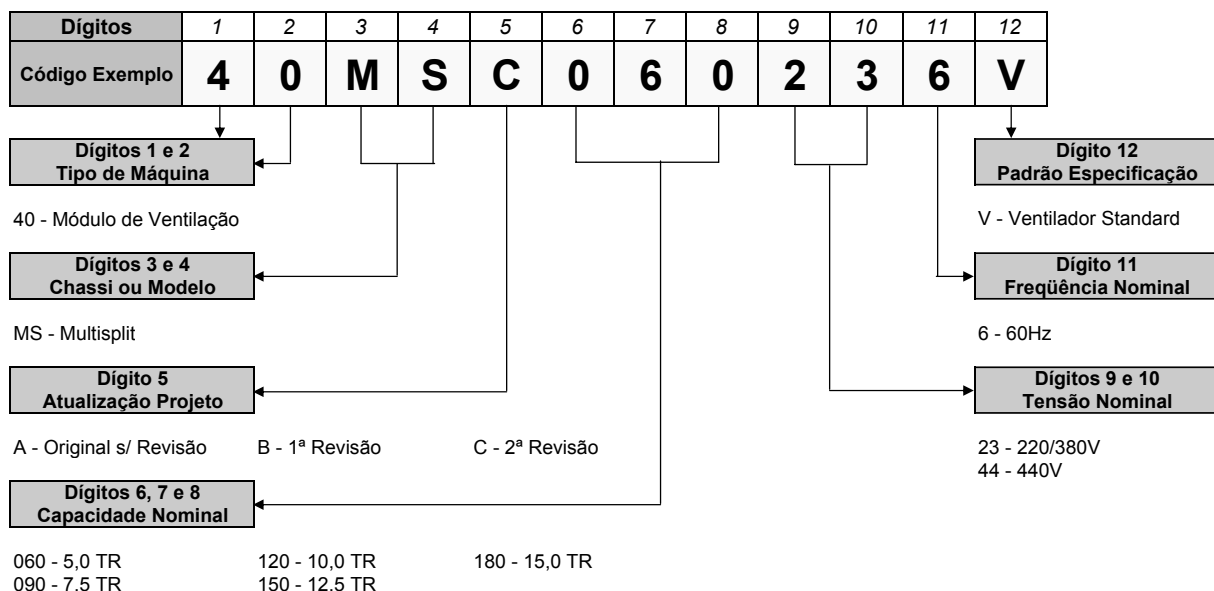 Dígitos 1 2 3 4 5 6 7 8 9 10 11 12
Código Exemplo 4 0 M S C 0 6 0 2 3 6 V
Dígitos 1 e 2
Tipo de Máquina
40 - Módulo de Ventilação
Dígitos 3 e 4
Chassi ou Modelo
MS - Multisplit
Dígito 5
Atualização Projeto
A - Original s/ Revisão B - 1ª Revisão C - 2ª Revisão
Dígitos 6, 7 e 8
Capacidade Nominal
060 - 5,0 TR 120 - 10,0 TR 180 - 15,0 TR
090 - 7,5 TR 150 - 12,5 TR
Dígito 12
Padrão Especificação
V - Ventilador Standard
Dígito 11
Freqüência Nominal
6 - 60Hz
Dígitos 9 e 10
Tensão Nominal
23 - 220/380V
44 - 440V